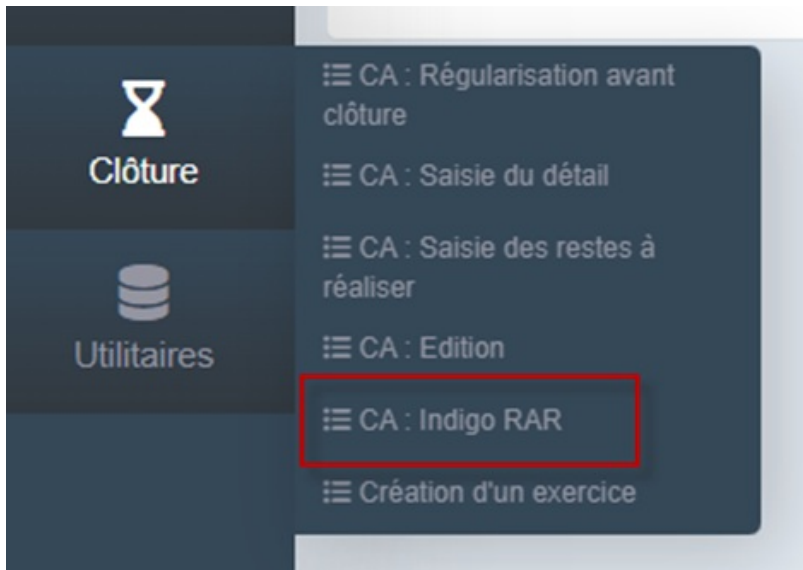 Clôture
Utilitaires
CA : Régularisation avant
clôture
CA : Saisie du détail
CA : Saisie des restes à
réaliser
CA : Edition
CA : Indigo RAR
Création d'un exercice